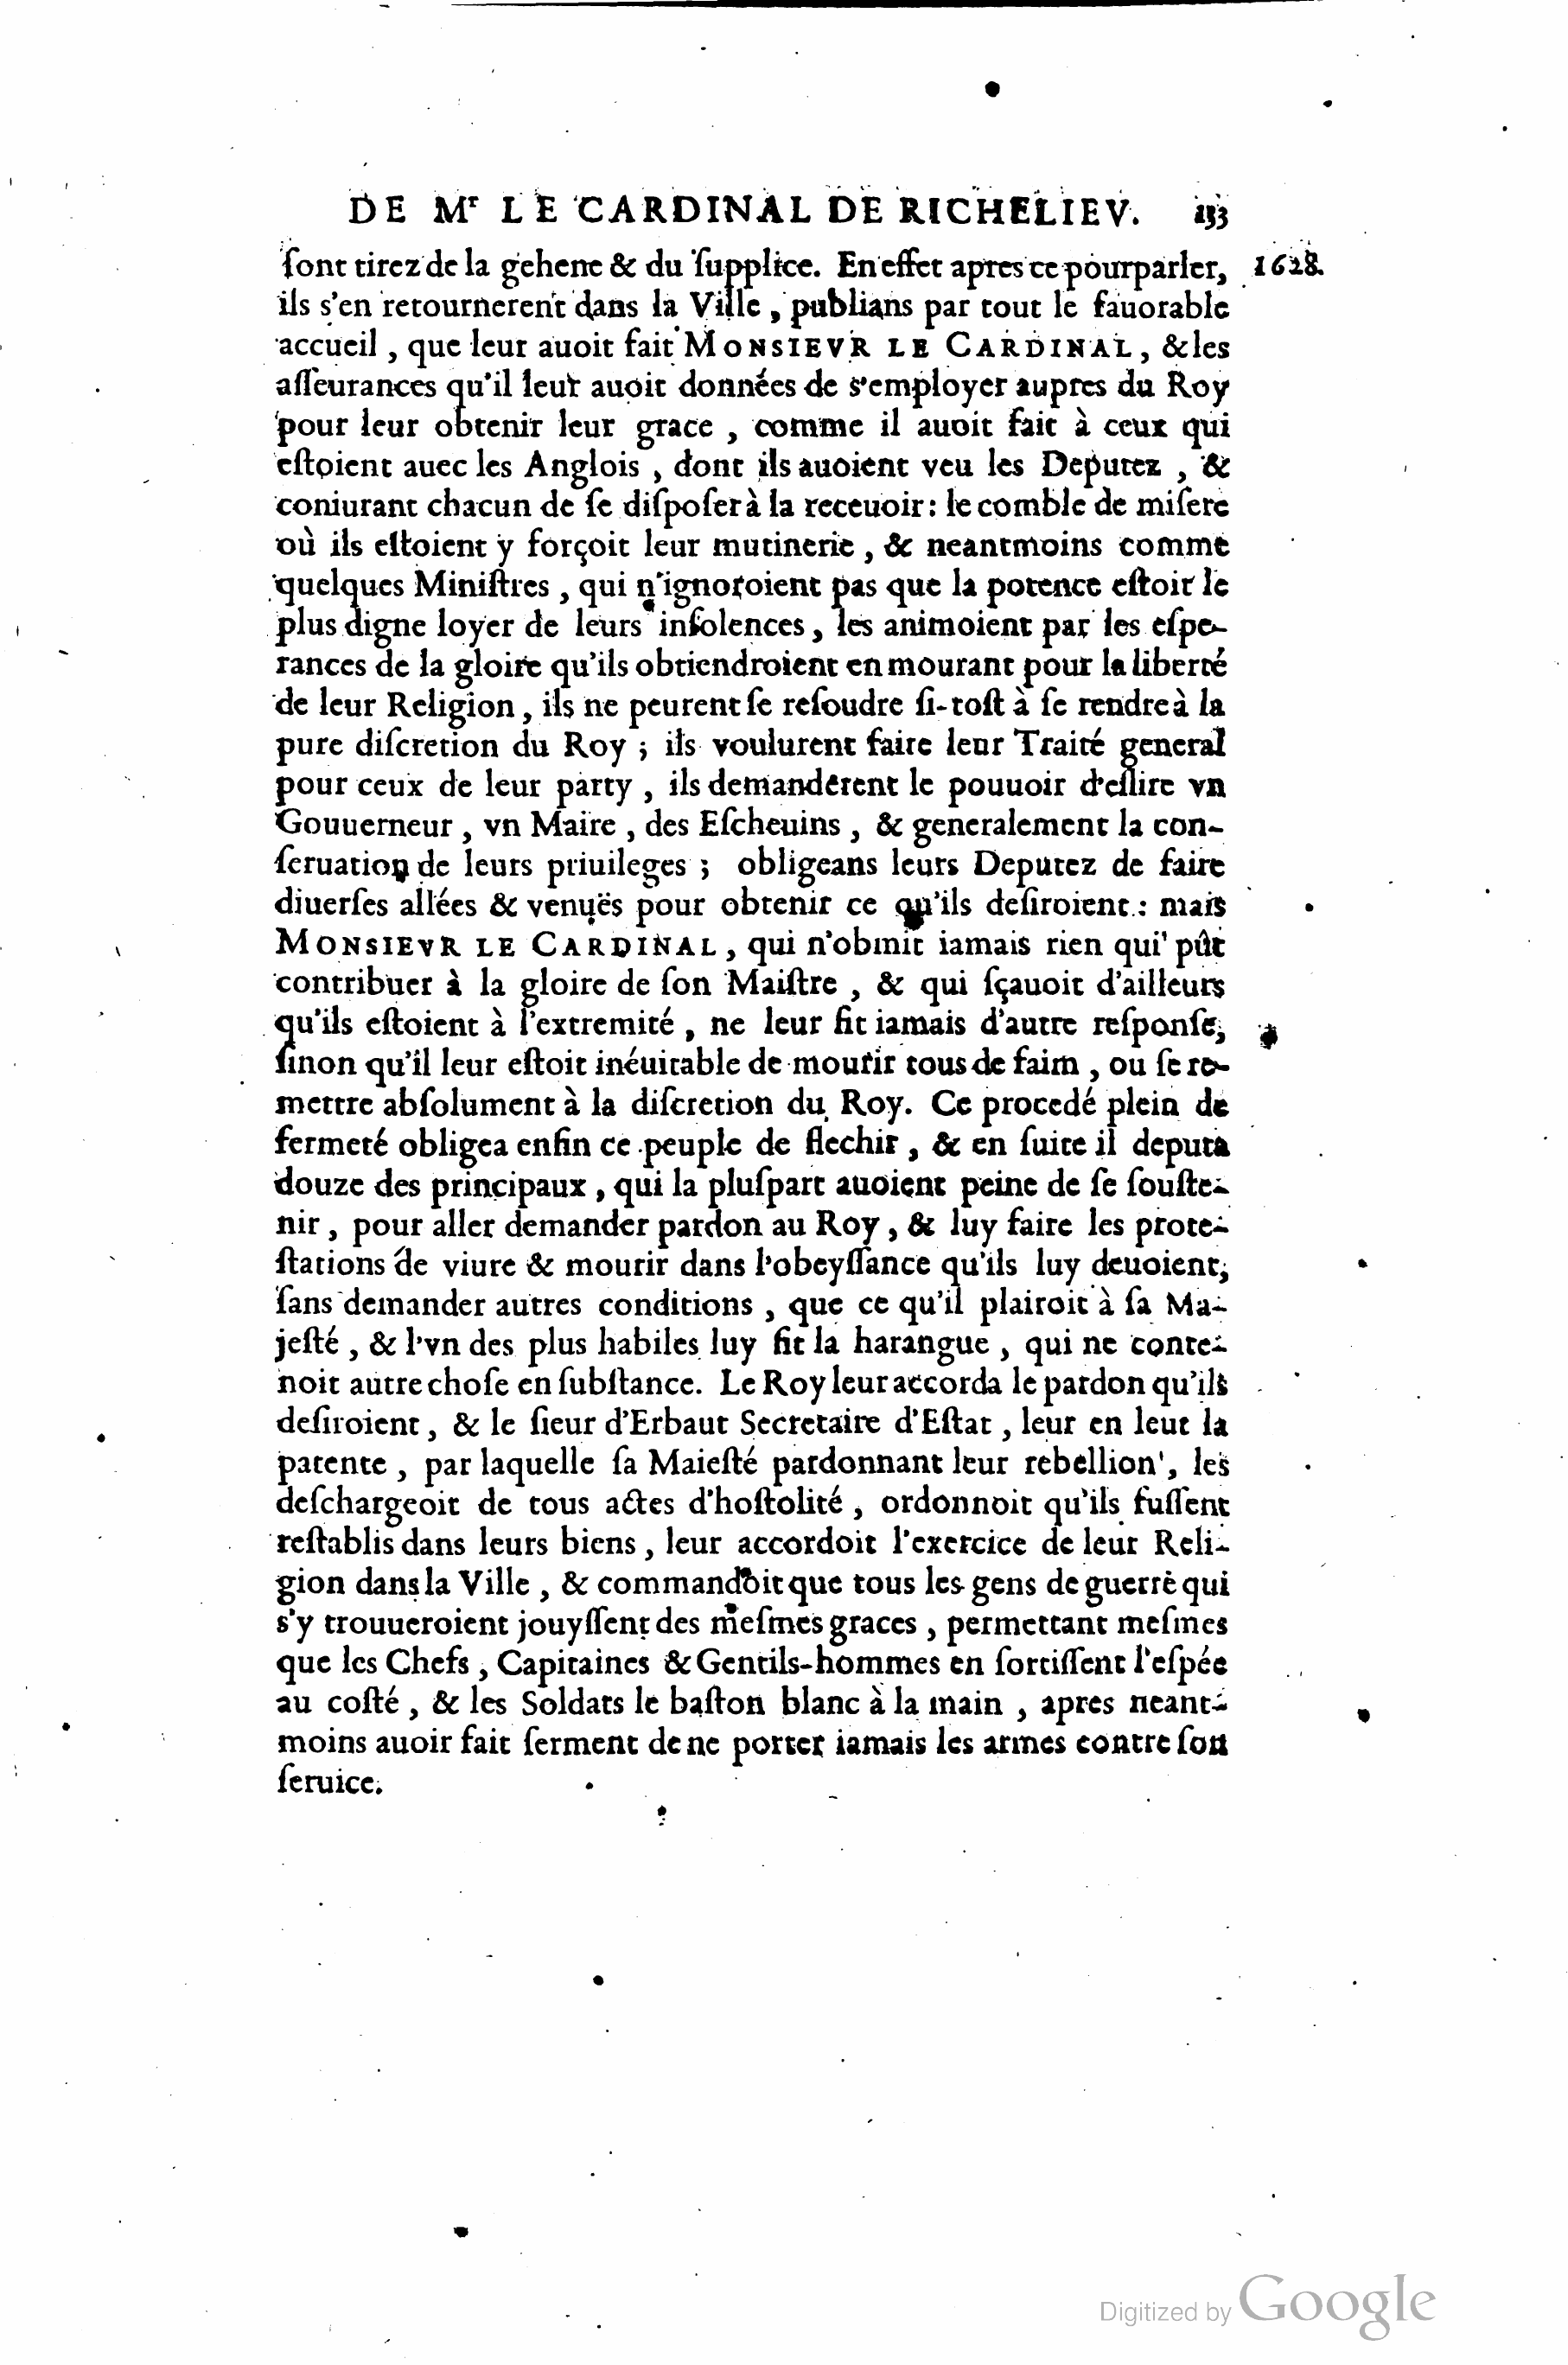 DE Mr LE CARDINAL DE RICHELIEV. 153
ſont tirez de la gehene & du ſupplice. En effet apres ce pourparler, 1628.
ils s'en retournerent dans la Ville, publians par tout le fauorable
accueil, que leur auoit fait MONSIEVR LE CARDINAL, & les
aſſeurances qu'il leur auoit données de s'employer aupres du Roy
pour leur obtenir leur grace, comme il auoit fait à ceux qui
eſtoient auec les Anglois, dont ils auoient veu les Deputez, &
coniurant chacun de ſe diſpoſer à la receuoir: le comble de miſere
où ils eſtoient y forçoit leur mutinerie, & neantmoins comme
quelques Miniſtres, qui n'ignoroient pas que la potence eſtoit le
plus digne loyer de leurs inſolences, les animoient par les eſpe-
rances de la gloire qu'ils obtiendroient en mourant pour la liberté
de leur Religion, ils ne peurent ſe reſoudre ſi-toſt à ſe rendre à la
pure diſcretion du Roy; ils voulurent faire leur Traité general
pour ceux de leur party, ils demanderent le pouuoir d'eſlire vn
Gouuerneur, vn Maire, des Eſcheuins, & generalement la con-
ſeruation de leurs priuileges; obligeans leurs Deputez de faire
diuerſes allées & venuës pour obtenir ce qu'ils deſiroient: mais
MONSIEVR LE CARDINAL, qui n'obmit iamais rien qui pût
contribuer à la gloire de ſon Maiſtre, & qui ſçauoit d'ailleurs
qu'ils eſtoient à l'extremité, ne leur fit iamais d'autre reſponſe,
ſinon qu'il leur eſtoit inéuitable de mourir tous de faim, ou ſe re-
mettre abſolument à la diſcretion du Roy. Ce procedé plein de
fermeté obligea enfin ce peuple de flechir, & en ſuite il deputa
douze des principaux, qui la pluſpart auoient peine de ſe ſouſte-
nir, pour aller demander pardon au Roy, & luy faire les prote-
ſtations de viure & mourir dans l'obeyſſance qu'ils luy deuoient,
ſans demander autres conditions, que ce qu'il plairoit à ſa Ma-
jeſté, & l'vn des plus habiles luy fit la harangue, qui ne conte-
noit autre choſe en ſubſtance. Le Roy leur accorda le pardon qu'ils
deſiroient, & le ſieur d'Erbaut Secretaire d'Eſtat, leur en leut la
patente, par laquelle ſa Maieſté pardonnant leur rebellion, les
deſchargeoit de tous actes d'hoſtolité, ordonnoit qu'ils fuſſent
reſtablis dans leurs biens, leur accordoit l'exercice de leur Reli-
gion dans la Ville, & commandoit que tous les gens de guerre qui
s'y trouueroient jouyſſent des meſmes graces, permettant meſmes
que les Chefs, Capitaines & Gentils-hommes en ſortiſſent l'eſpée
au coſté, & les Soldats le baſton blanc à la main, apres neant-
moins auoir fait ſerment de ne porter iamais les armes contre ſon
ſeruice.
Digitized by Google